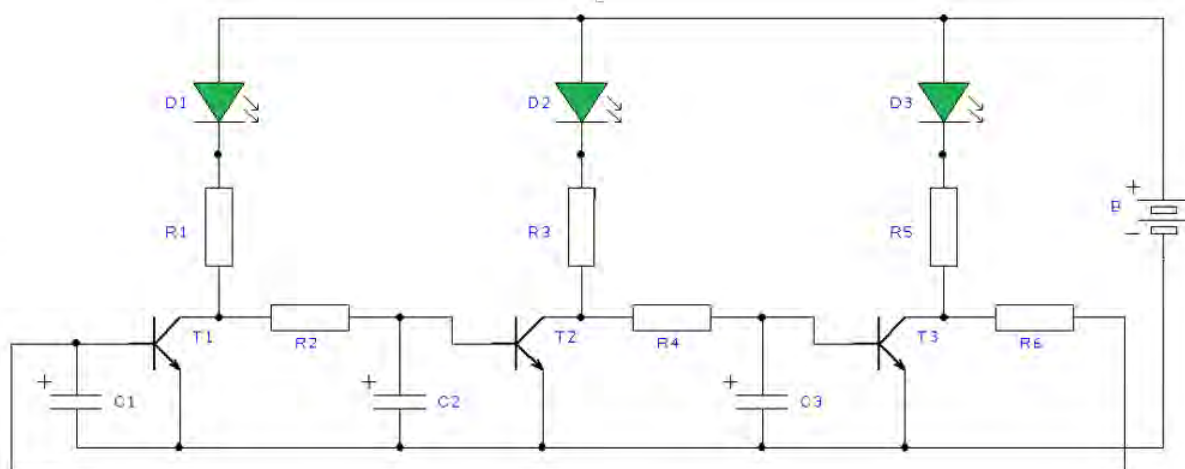 D1
D2
D3
+
B
−
R1
R3
R5
T1
R2
T2
R4
T3
R6
+
C1
+
C2
+
C3